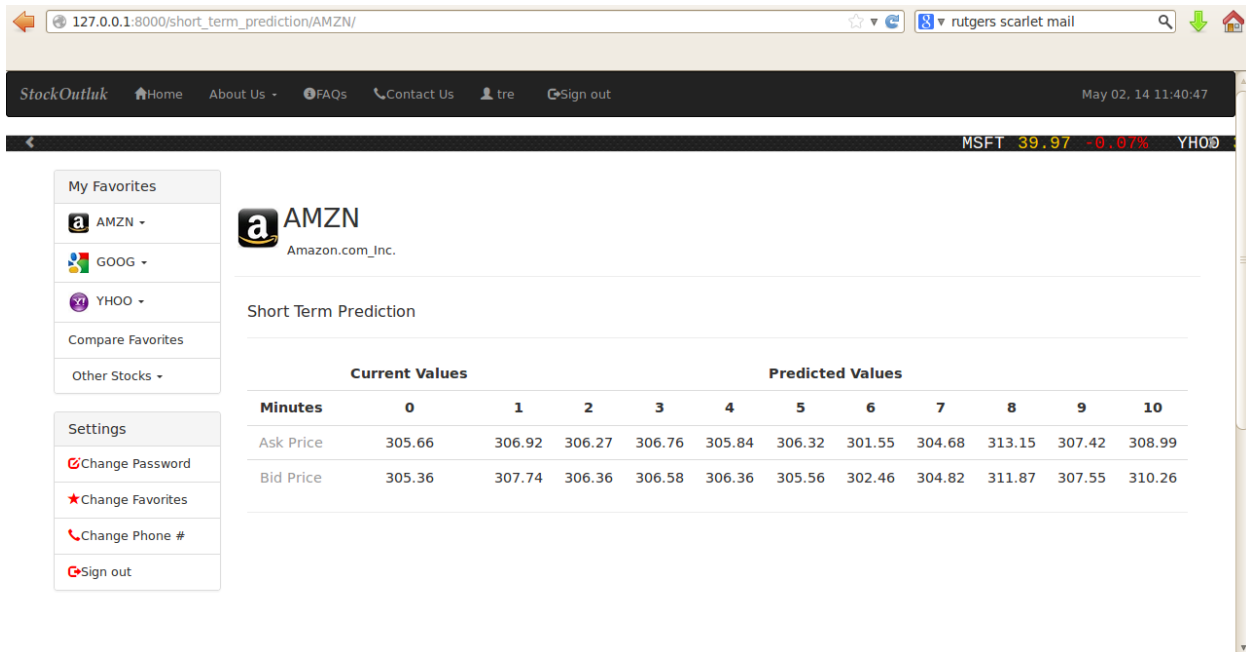 127.0.0.1:8000/short_term_prediction/AMZN/ rutgers scarlet mail
StockOutluk Home About Us FAQs Contact Us tre Sign out May 02, 14 11:40:47
MSFT 39.97 -0.07% YHOO
My Favorites
AMZN
GOOG
YHOO
Compare Favorites
Other Stocks
Settings
Change Password
Change Favorites
Change Phone #
Sign out
AMZN
Amazon.com_Inc.
Short Term Prediction
Current Values Predicted Values
Minutes 0 1 2 3 4 5 6 7 8 9 10
Ask Price 305.66 306.92 306.27 306.76 305.84 306.32 301.55 304.68 313.15 307.42 308.99
Bid Price 305.36 307.74 306.36 306.58 306.36 305.56 302.46 304.82 311.87 307.55 310.26